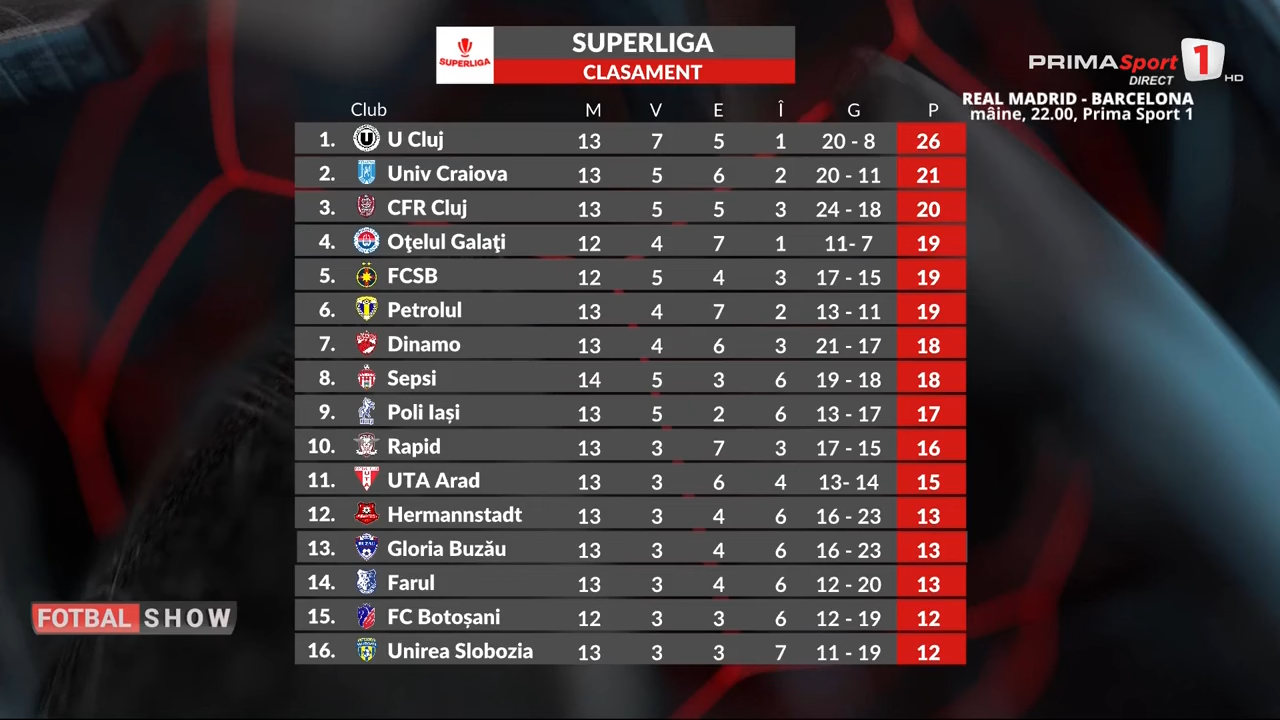 SUPERLIGA
SUPERLIGA
CLASAMENT
PRIMASport 1
DIRECT HD
REAL MADRID - BARCELONA
mâine, 22.00, Prima Sport 1
Club M V E Î G P
1. U Cluj 13 7 5 1 20 - 8 26
2. Univ Craiova 13 5 6 2 20 - 11 21
3. CFR Cluj 13 5 5 3 24 - 18 20
4. Oţelul Galaţi 12 4 7 1 11- 7 19
5. FCSB 12 5 4 3 17 - 15 19
6. Petrolul 13 4 7 2 13 - 11 19
7. Dinamo 13 4 6 3 21 - 17 18
8. Sepsi 14 5 3 6 19 - 18 18
9. Poli Iași 13 5 2 6 13 - 17 17
10. Rapid 13 3 7 3 17 - 15 16
11. UTA Arad 13 3 6 4 13- 14 15
12. Hermannstadt 13 3 4 6 16 - 23 13
13. Gloria Buzău 13 3 4 6 16 - 23 13
14. Farul 13 3 4 6 12 - 20 13
15. FC Botoșani 12 3 3 6 12 - 19 12
16. Unirea Slobozia 13 3 3 7 11 - 19 12
FOTBAL SHOW